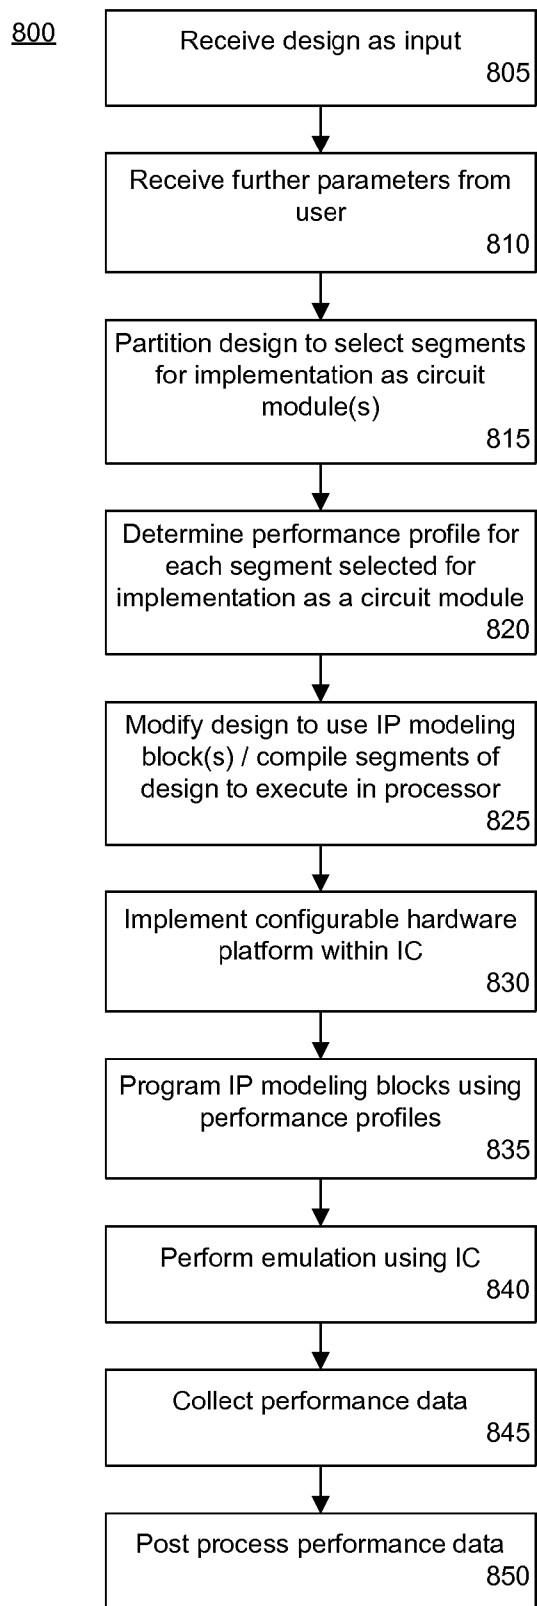 800
Receive design as input
805
Receive further parameters from
user
810
Partition design to select segments
for implementation as circuit
module(s)
815
Determine performance profile for
each segment selected for
implementation as a circuit module
820
Modify design to use IP modeling
block(s) / compile segments of
design to execute in processor
825
Implement configurable hardware
platform within IC
830
Program IP modeling blocks using
performance profiles
835
Perform emulation using IC
840
Collect performance data
845
Post process performance data
850